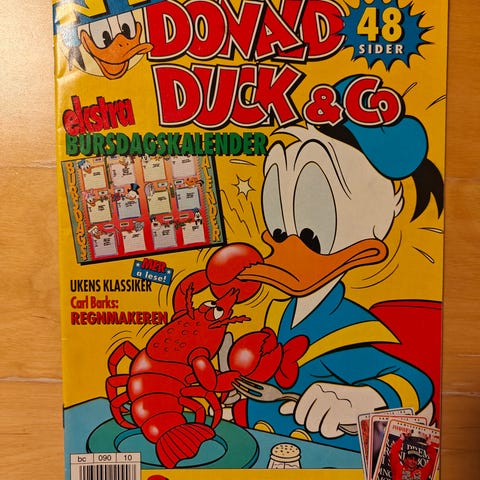 DONALD
DUCK & Co
48
SIDER
ekstra
BURSDAGSKALENDER
MER
å lese!
UKENS KLASSIKER
Carl Barks:
REGNMAKEREN
bc 090 10